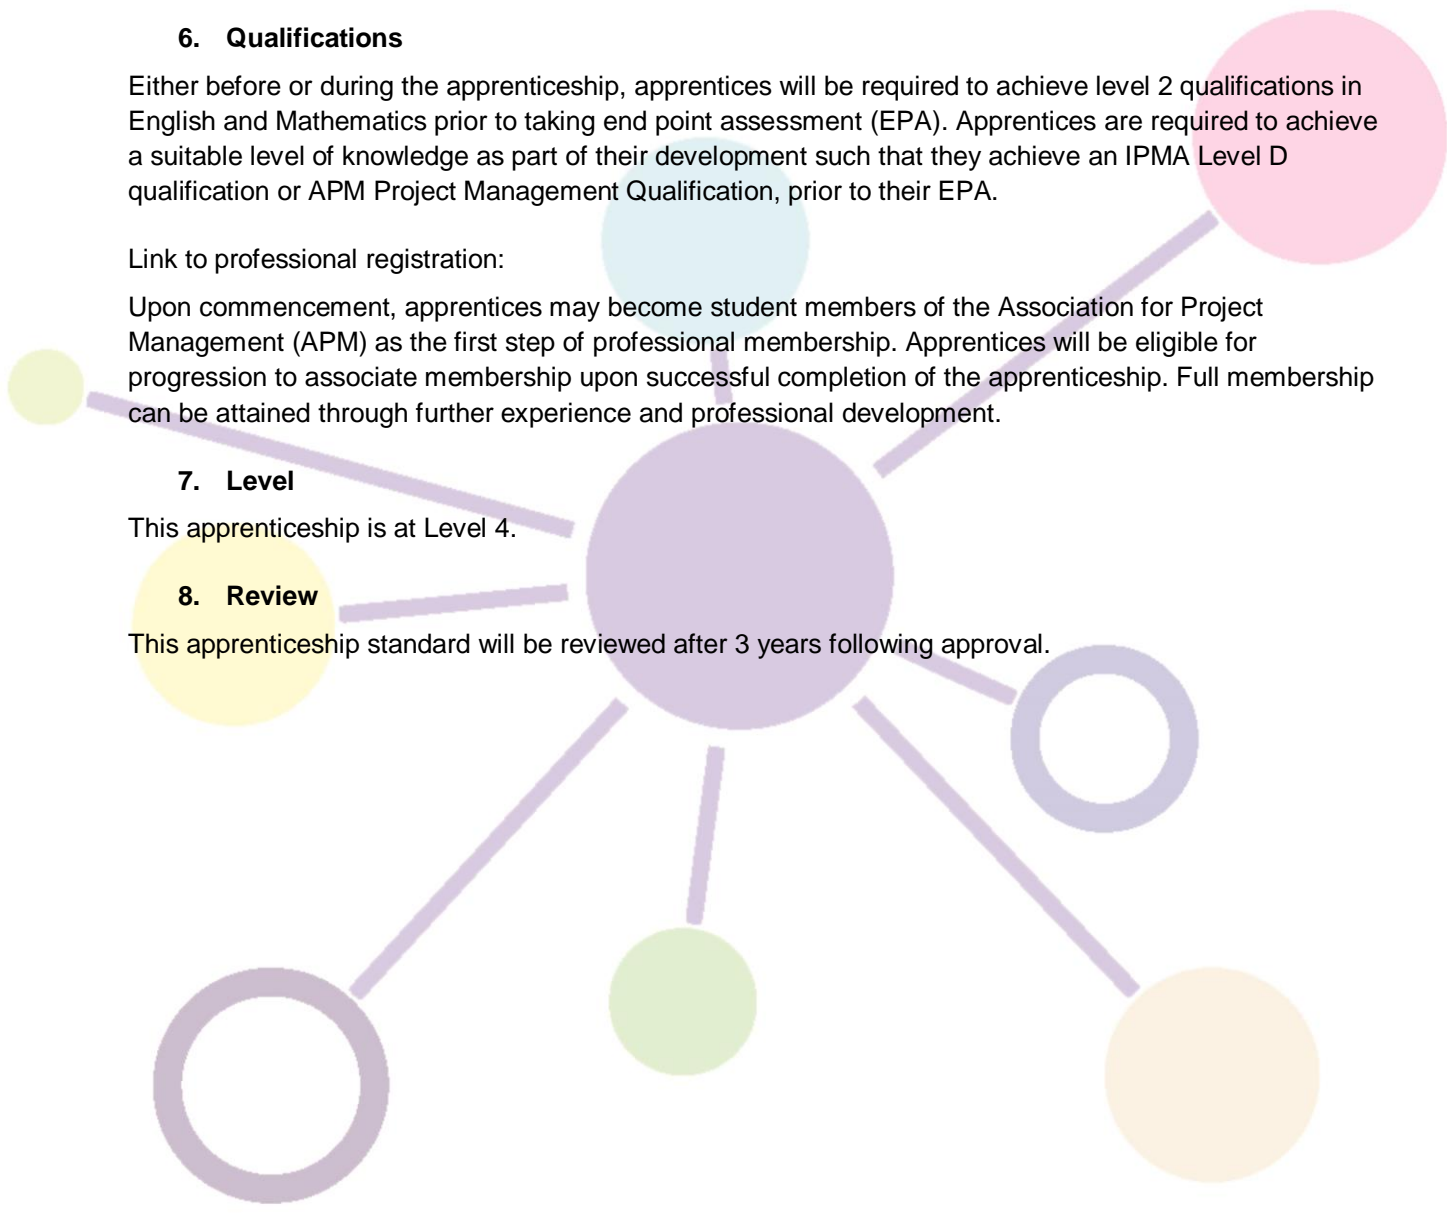 6. Qualifications
Either before or during the apprenticeship, apprentices will be required to achieve level 2 qualifications in
English and Mathematics prior to taking end point assessment (EPA). Apprentices are required to achieve
a suitable level of knowledge as part of their development such that they achieve an IPMA Level D
qualification or APM Project Management Qualification, prior to their EPA.
Link to professional registration:
Upon commencement, apprentices may become student members of the Association for Project
Management (APM) as the first step of professional membership. Apprentices will be eligible for
progression to associate membership upon successful completion of the apprenticeship. Full membership
can be attained through further experience and professional development.
7. Level
This apprenticeship is at Level 4.
8. Review
This apprenticeship standard will be reviewed after 3 years following approval.